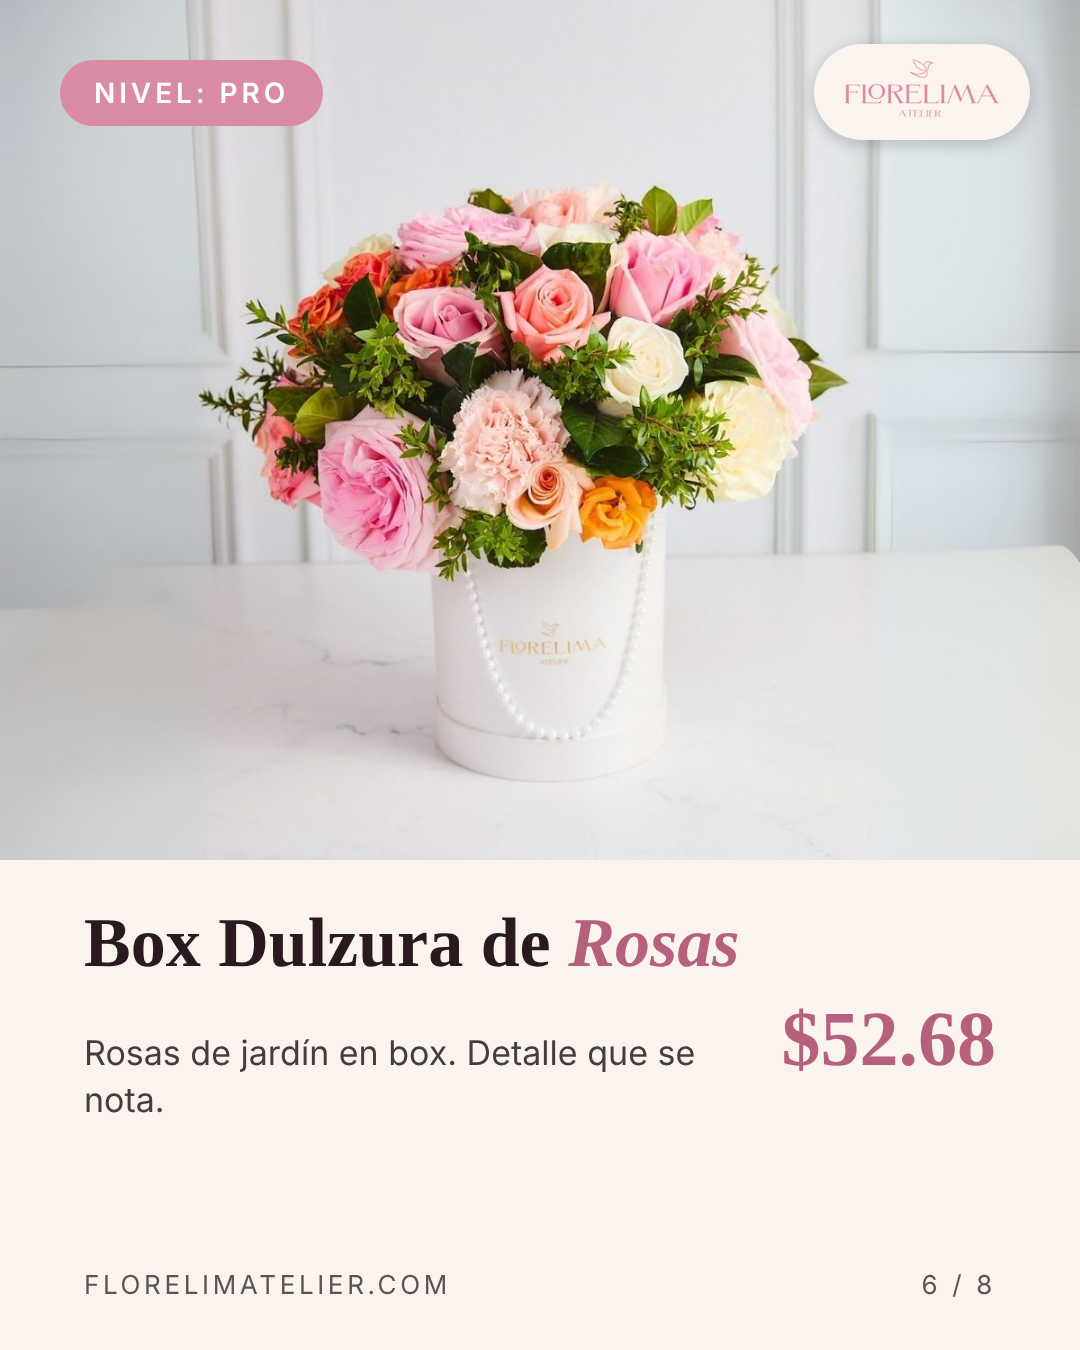 NIVEL: PRO
FLORELIMA
ATELIER
FLORELIMA
ATELIER
Box Dulzura de Rosas
$52.68
Rosas de jardín en box. Detalle que se
nota.
FLORELIMATELIER.COM
6 / 8